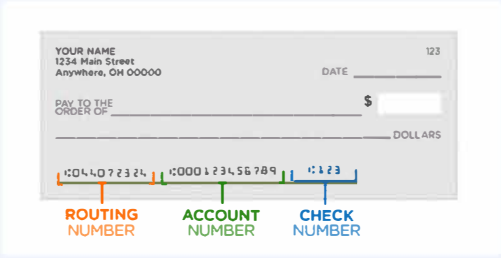 YOUR NAME
1234 Main Street
Anywhere, OH 00000
123
DATE
PAY TO THE
ORDER OF
$
DOLLARS
⑆044072324⑆000123456789⑆123
ROUTING
NUMBER
ACCOUNT
NUMBER
CHECK
NUMBER